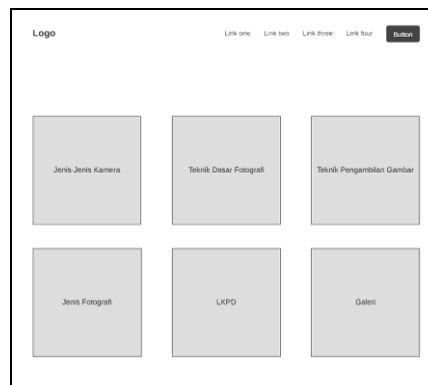 Logo
Link one Link two Link three Link four Button
Jenis-Jenis Kamera
Teknik Dasar Fotografi
Teknik Pengambilan Gambar
Jenis Fotografi
LKPD
Galeri